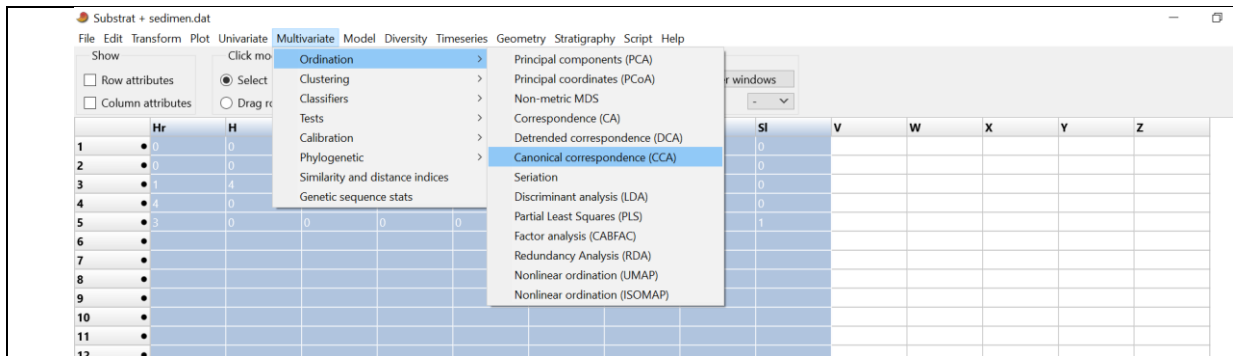 Substrat + sedimen.dat
File Edit Transform Plot Univariate Multivariate Model Diversity Timeseries Geometry Stratigraphy Script Help
Show
Click mo
Row attributes
Select
Column attributes
Drag ro
Ordination >
Clustering >
Classifiers >
Tests >
Calibration >
Phylogenetic >
Similarity and distance indices
Genetic sequence stats
Principal components (PCA)
Principal coordinates (PCoA)
Non-metric MDS
Correspondence (CA)
Detrended correspondence (DCA)
Canonical correspondence (CCA)
Seriation
Discriminant analysis (LDA)
Partial Least Squares (PLS)
Factor analysis (CABFAC)
Redundancy Analysis (RDA)
Nonlinear ordination (UMAP)
Nonlinear ordination (ISOMAP)
windows
-
Hr H Sl V W X Y Z
1 • 0 0 0
2 • 0 0 0
3 • 1 4 0
4 • 4 0 0
5 • 3 0 0 0 0 1
6 •
7 •
8 •
9 •
10 •
11 •
12 •